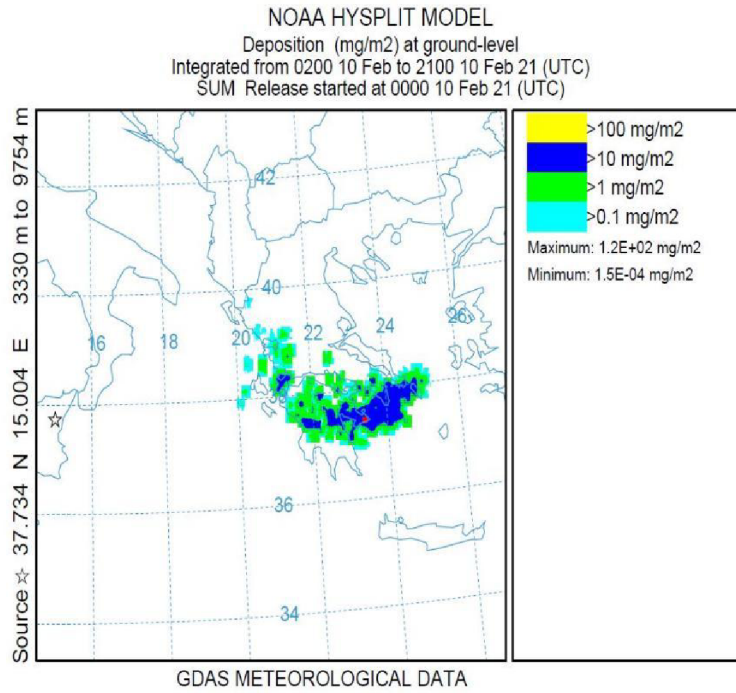 NOAA HYSPLIT MODEL
Deposition (mg/m2) at ground-level
Integrated from 0200 10 Feb to 2100 10 Feb 21 (UTC)
SUM Release started at 0000 10 Feb 21 (UTC)
Source ☆ 37.734 N 15.004 E 3330 m to 9754 m
42
40
16
18
20
22
24
26
36
34
>100 mg/m2
>10 mg/m2
>1 mg/m2
>0.1 mg/m2
Maximum: 1.2E+02 mg/m2
Minimum: 1.5E-04 mg/m2
GDAS METEOROLOGICAL DATA